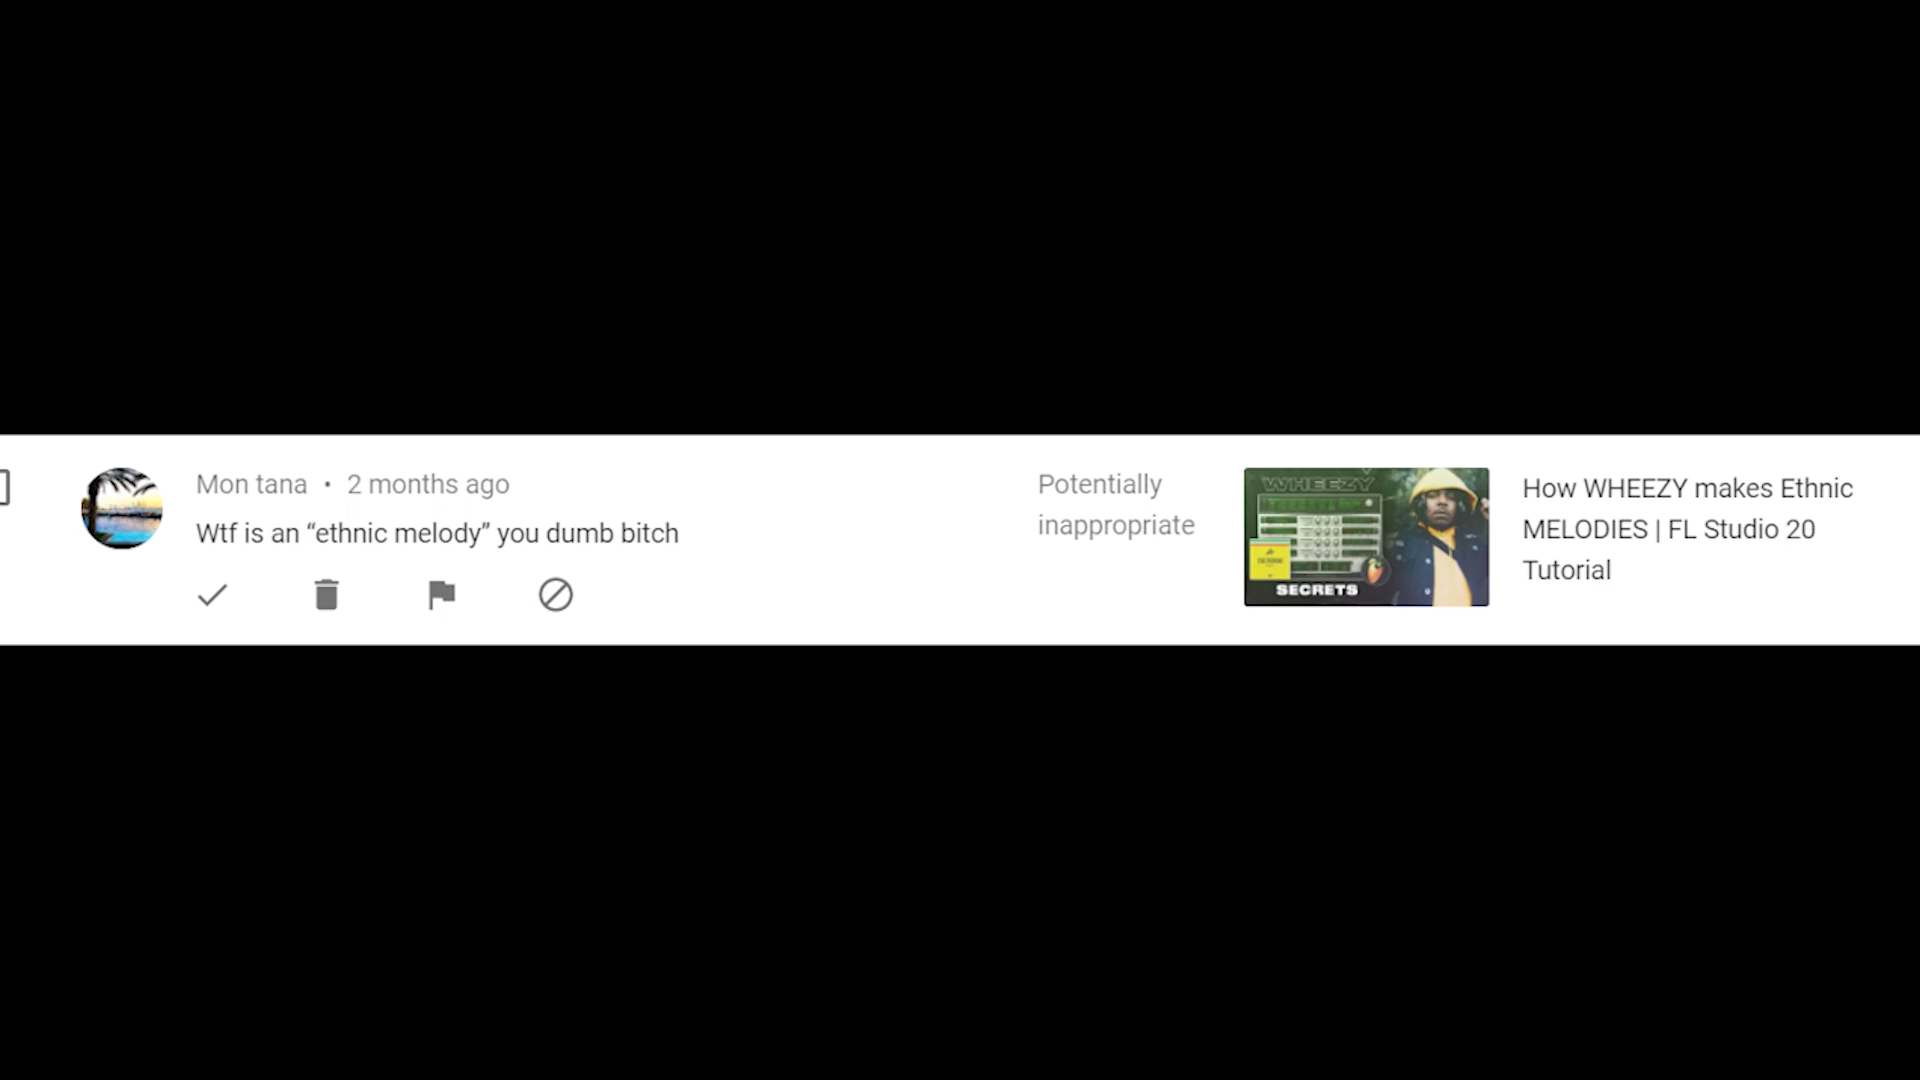 Mon tana • 2 months ago
Wtf is an “ethnic melody” you dumb bitch
Potentially
inappropriate
WHEEZY
SECRETS
How WHEEZY makes Ethnic
MELODIES | FL Studio 20
Tutorial